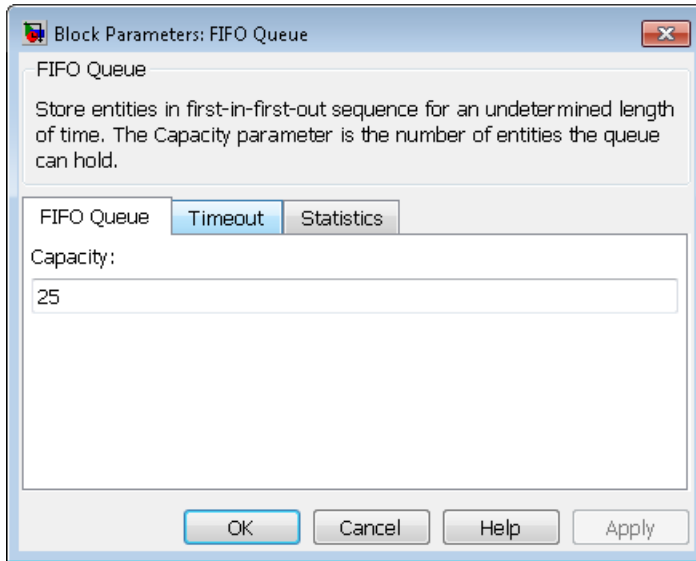 Block Parameters: FIFO Queue
FIFO Queue
Store entities in first-in-first-out sequence for an undetermined length
of time. The Capacity parameter is the number of entities the queue
can hold.
FIFO Queue Timeout Statistics
Capacity:
25
OK Cancel Help Apply